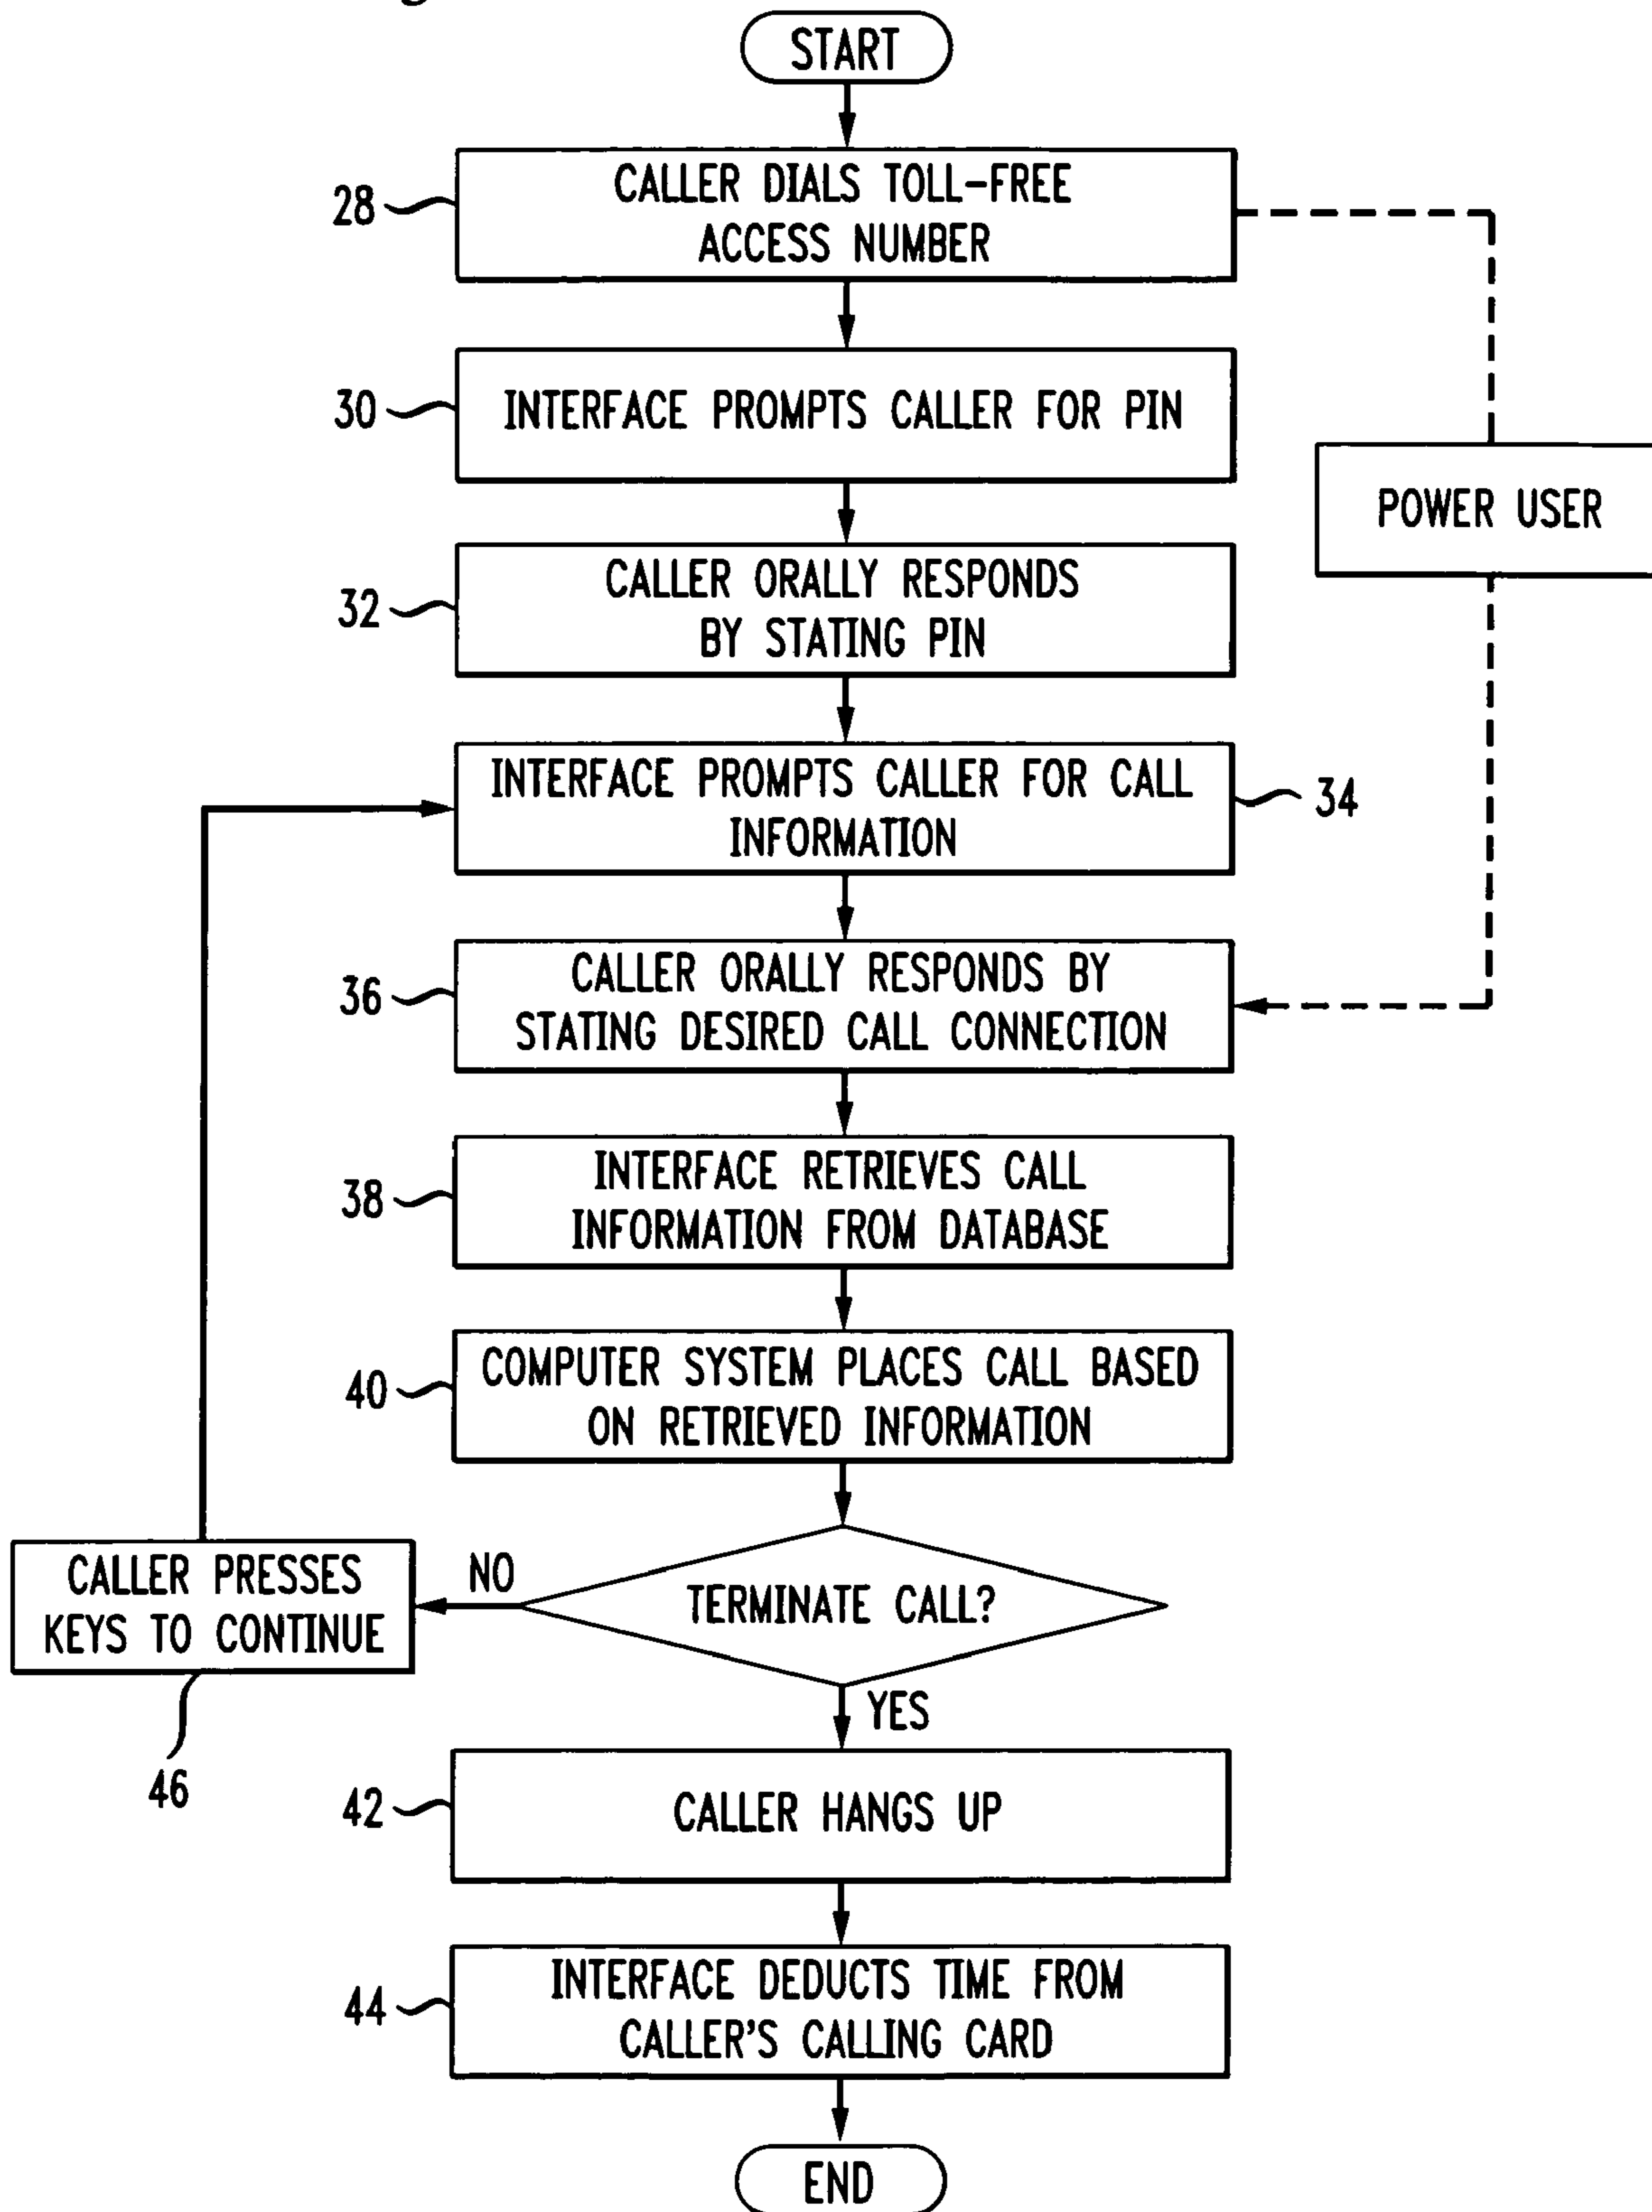 START
28
CALLER DIALS TOLL-FREE
ACCESS NUMBER
30
INTERFACE PROMPTS CALLER FOR PIN
POWER USER
32
CALLER ORALLY RESPONDS
BY STATING PIN
INTERFACE PROMPTS CALLER FOR CALL
INFORMATION
34
36
CALLER ORALLY RESPONDS BY
STATING DESIRED CALL CONNECTION
38
INTERFACE RETRIEVES CALL
INFORMATION FROM DATABASE
40
COMPUTER SYSTEM PLACES CALL BASED
ON RETRIEVED INFORMATION
TERMINATE CALL?
NO
CALLER PRESSES
KEYS TO CONTINUE
46
YES
42
CALLER HANGS UP
44
INTERFACE DEDUCTS TIME FROM
CALLER'S CALLING CARD
END